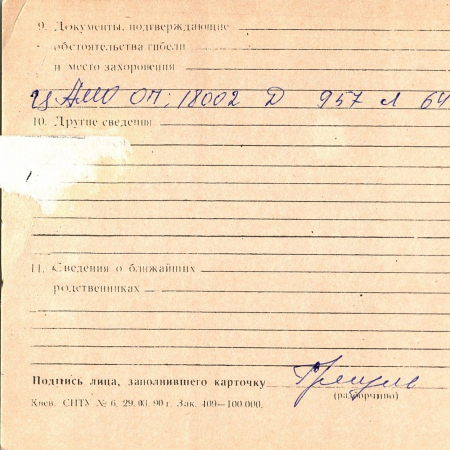 9. Документы, подтверждающие
обстоятельства гибели
и место захоронения
ЦАМО ОП; 18002 Д 957 Л 64
10. Другие сведения
11. Сведения о ближайших
родственниках
Подпись лица, заполнившего карточку
(разборчиво)
Киев. СПТУ № 6. 29. 03. 90 г. Зак. 409—100.000.